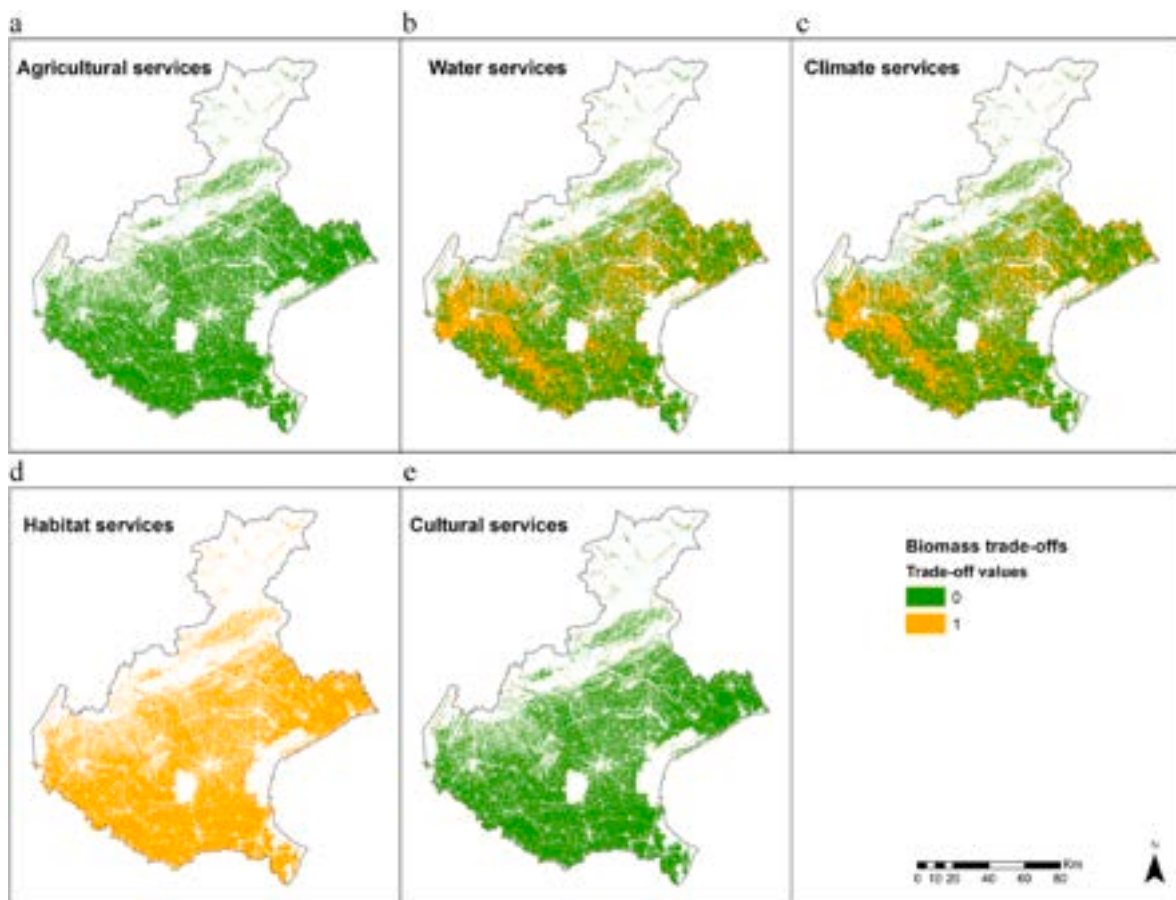 a
b
c
Agricultural services
Water services
Climate services
d
e
Habitat services
Cultural services
Biomass trade-offs
Trade-off values
0
1
N
Km
0 10 20 40 60 80